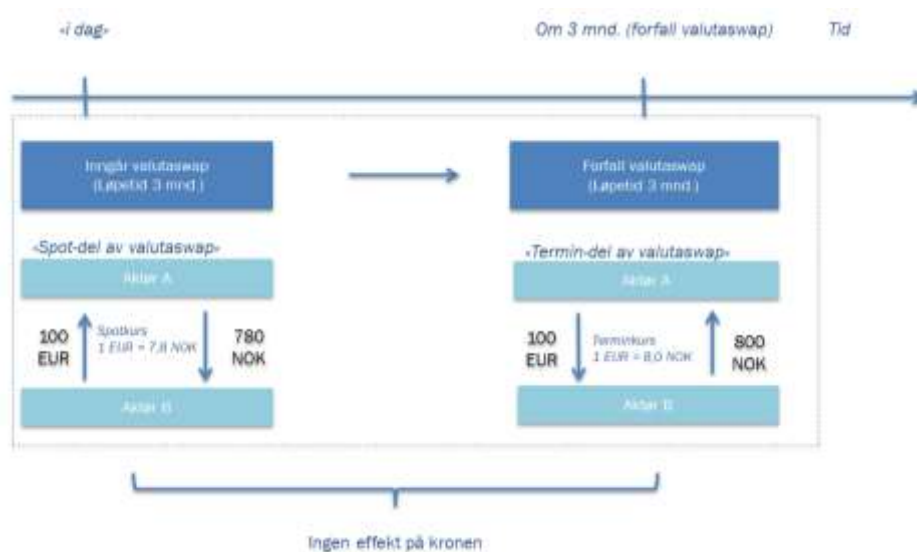 «i dag»
Om 3 mnd. (forfall valutaswap)
Tid
Inngår valutaswap
(Løpetid 3 mnd.)
Forfall valutaswap
(Løpetid 3 mnd.)
«Spot-del av valutaswap»
«Termin-del av valutaswap»
Aktør A
Aktør A
100
EUR
Spotkurs
1 EUR = 7,8 NOK
780
NOK
100
EUR
Terminkurs
1 EUR = 8,0 NOK
800
NOK
Aktør B
Aktør B
Ingen effekt på kronen